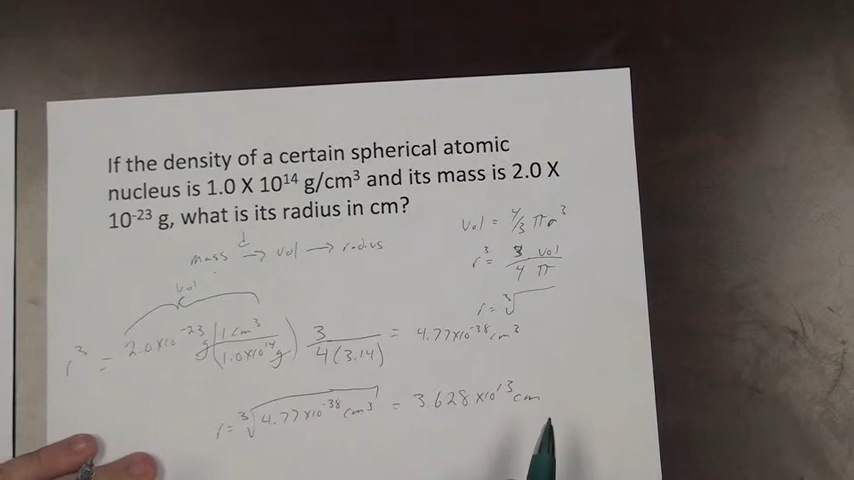 If the density of a certain spherical atomic
nucleus is 1.0 X 10¹⁴ g/cm³ and its mass is 2.0 X
10⁻²³ g, what is its radius in cm?
Vol = 4/3 πr³
mass d→ vol → radius
r³ = 3 vol / 4 π
vol
r = ∛
r³ = 2.0x10⁻²³ g (1 cm³ / 1.0x10¹⁴ g) 3 / 4(3.14) = 4.77x10⁻³⁸ cm³
r = ∛4.77x10⁻³⁸ cm³ = 3.628 x10¹³ cm